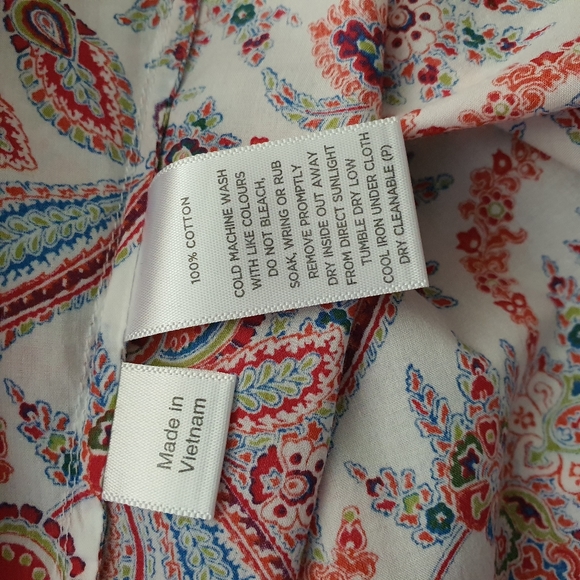 100% COTTON
COLD MACHINE WASH
WITH LIKE COLOURS
DO NOT BLEACH,
SOAK, WRING OR RUB
REMOVE PROMPTLY
DRY INSIDE OUT AWAY
FROM DIRECT SUNLIGHT
TUMBLE DRY LOW
COOL IRON UNDER CLOTH
DRY CLEANABLE (P)
Made in
Vietnam